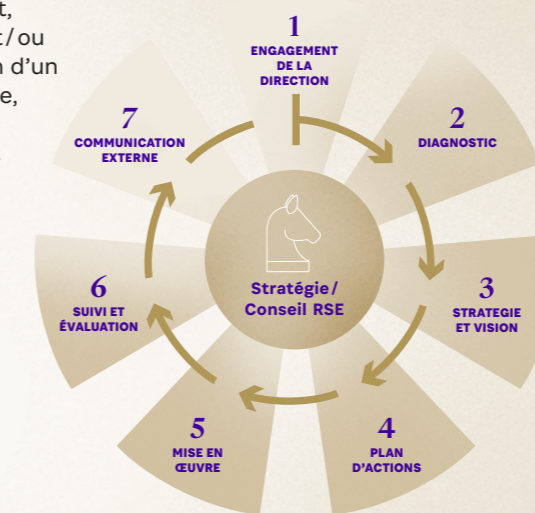 t,
t / ou
n d’un
e,
1
ENGAGEMENT
DE LA
DIRECTION
2
DIAGNOSTIC
3
STRATEGIE
ET VISION
4
PLAN
D’ACTIONS
5
MISE EN
ŒUVRE
6
SUIVI ET
ÉVALUATION
7
COMMUNICATION
EXTERNE
Stratégie /
Conseil RSE